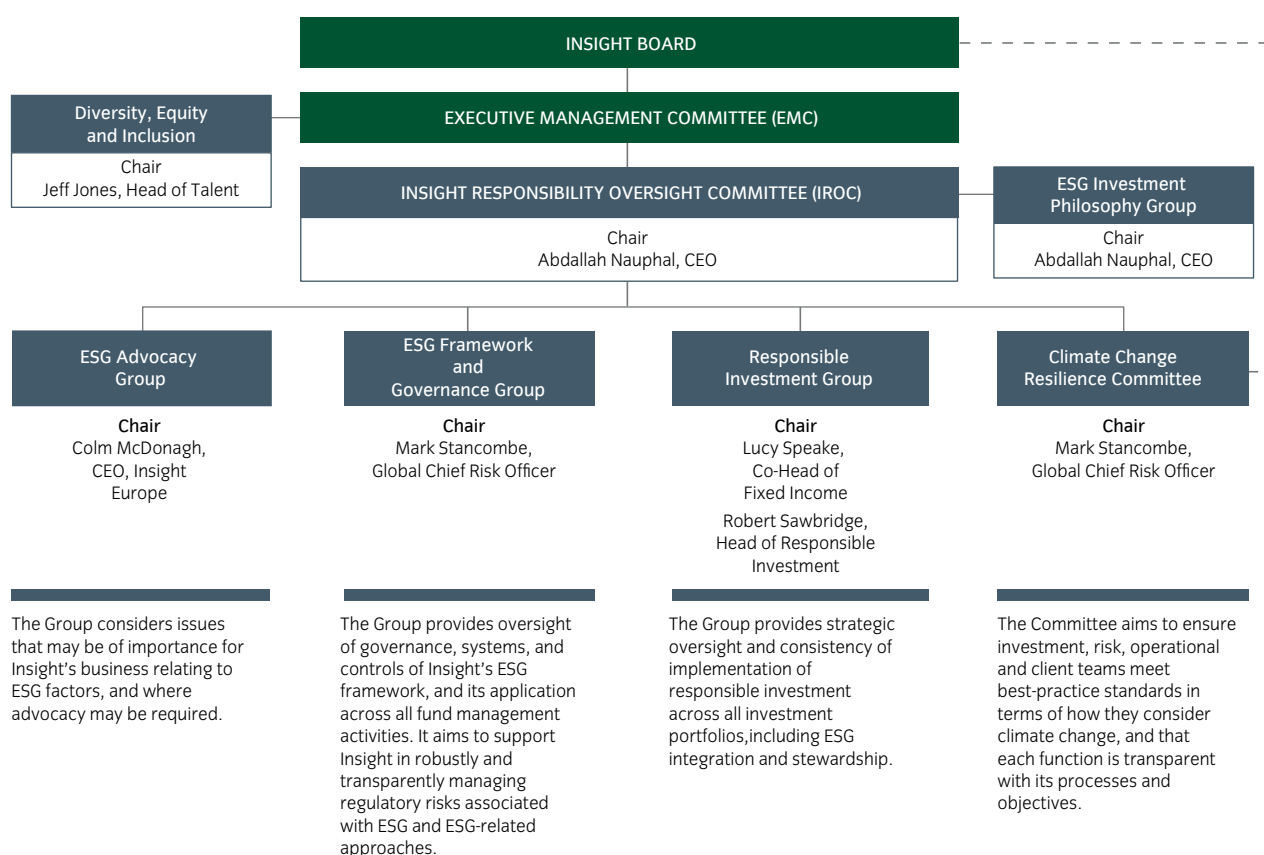 INSIGHT BOARD
Diversity, Equity
and Inclusion
Chair
Jeff Jones, Head of Talent
EXECUTIVE MANAGEMENT COMMITTEE (EMC)
INSIGHT RESPONSIBILITY OVERSIGHT COMMITTEE (IROC)
Chair
Abdallah Nauphal, CEO
ESG Investment
Philosophy Group
Chair
Abdallah Nauphal, CEO
ESG Advocacy
Group
Chair
Colm McDonagh,
CEO, Insight
Europe
The Group considers issues
that may be of importance for
Insight's business relating to
ESG factors, and where
advocacy may be required.
ESG Framework
and
Governance Group
Chair
Mark Stancombe,
Global Chief Risk Officer
The Group provides oversight
of governance, systems, and
controls of Insight's ESG
framework, and its application
across all fund management
activities. It aims to support
Insight in robustly and
transparently managing
regulatory risks associated
with ESG and ESG-related
approaches.
Responsible
Investment Group
Chair
Lucy Speake,
Co-Head of
Fixed Income
Robert Sawbridge,
Head of Responsible
Investment
The Group provides strategic
oversight and consistency of
implementation of
responsible investment
across all investment
portfolios,including ESG
integration and stewardship.
Climate Change
Resilience Committee
Chair
Mark Stancombe,
Global Chief Risk Officer
The Committee aims to ensure
investment, risk, operational
and client teams meet
best-practice standards in
terms of how they consider
climate change, and that
each function is transparent
with its processes and
objectives.